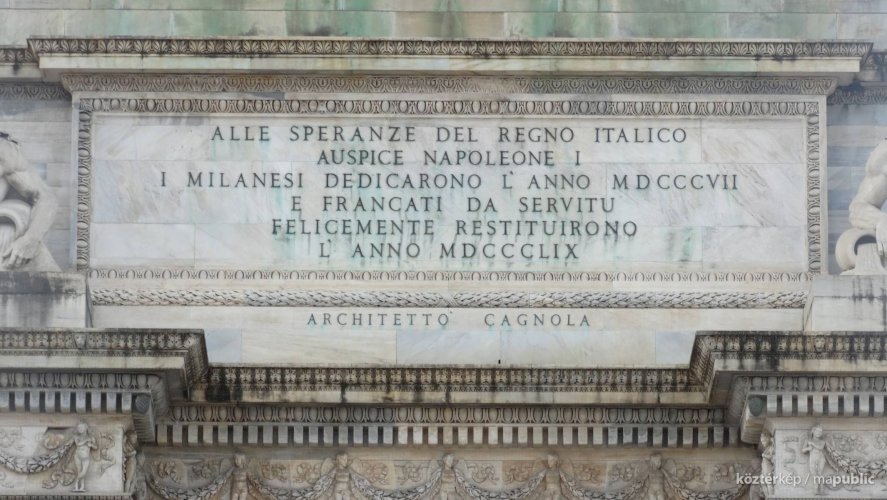 ALLE SPERANZE DEL REGNO ITALICO
AUSPICE NAPOLEONE I
I MILANESI DEDICARONO L'ANNO MDCCCVII
E FRANCATI DA SERVITU'
FELICEMENTE RESTITUIRONO
L' ANNO MDCCCLIX
ARCHITETTO CAGNOLA
köztérkép / mapublic